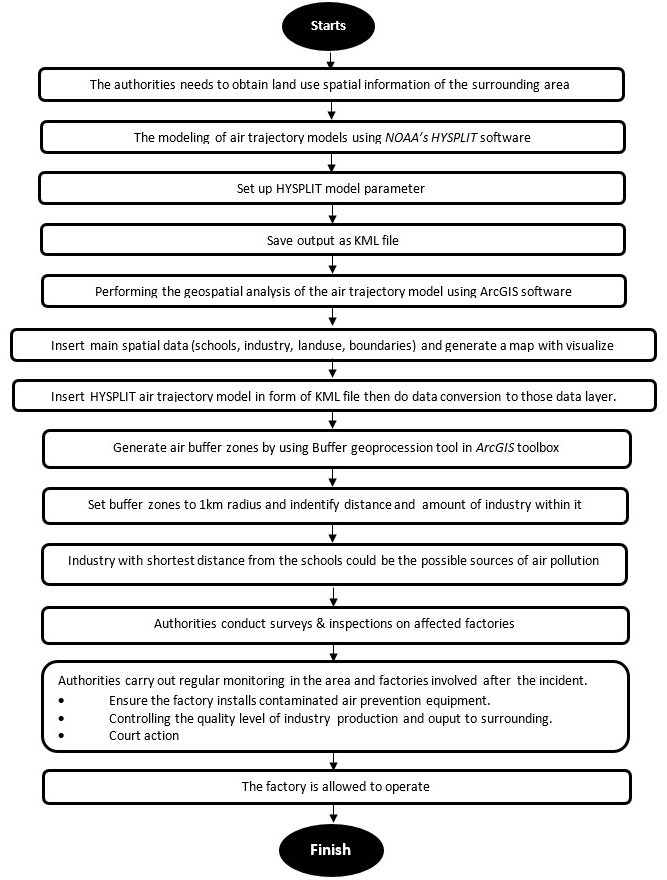 Starts
The authorities needs to obtain land use spatial information of the surrounding area
The modeling of air trajectory models using NOAA's HYSPLIT software
Set up HYSPLIT model parameter
Save output as KML file
Performing the geospatial analysis of the air trajectory model using ArcGIS software
Insert main spatial data (schools, industry, landuse, boundaries) and generate a map with visualize
Insert HYSPLIT air trajectory model in form of KML file then do data conversion to those data layer.
Generate air buffer zones by using Buffer geoprocession tool in ArcGIS toolbox
Set buffer zones to 1km radius and indentify distance and amount of industry within it
Industry with shortest distance from the schools could be the possible sources of air pollution
Authorities conduct surveys & inspections on affected factories
Authorities carry out regular monitoring in the area and factories involved after the incident.
• Ensure the factory installs contaminated air prevention equipment.
• Controlling the quality level of industry production and ouput to surrounding.
• Court action
The factory is allowed to operate
Finish